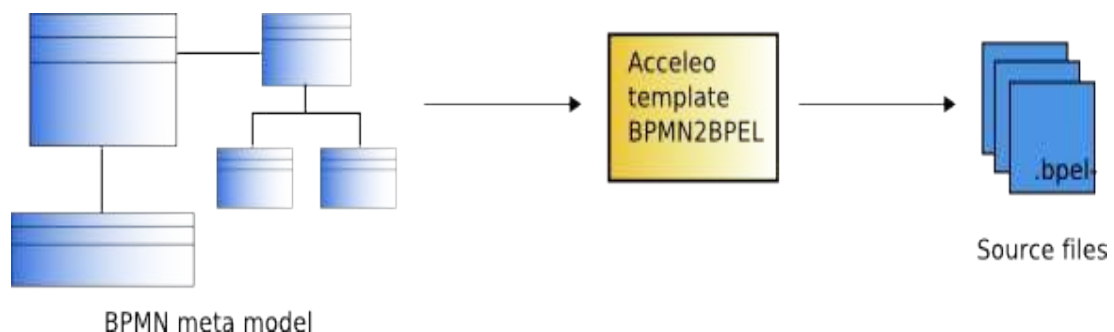 Acceleo
template
BPMN2BPEL
.bpel-
Source files
BPMN meta model